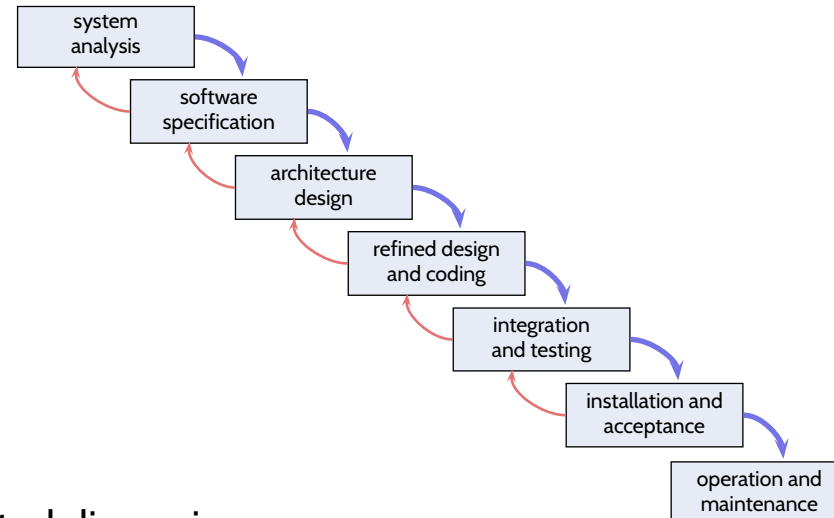 system
analysis
software
specification
architecture
design
refined design
and coding
integration
and testing
installation and
acceptance
operation and
maintenance